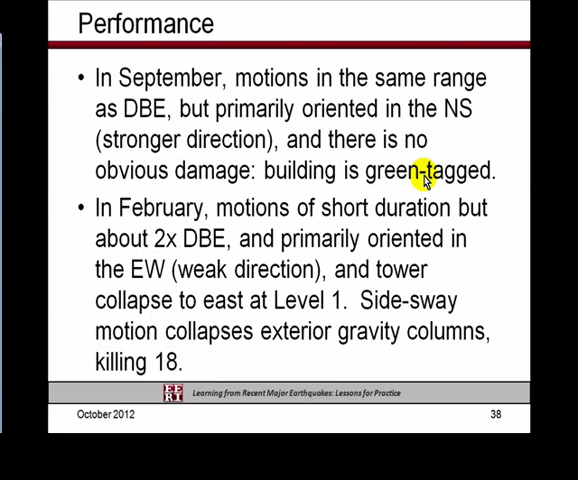 Performance
• In September, motions in the same range
as DBE, but primarily oriented in the NS
(stronger direction), and there is no
obvious damage: building is green-tagged.
• In February, motions of short duration but
about 2x DBE, and primarily oriented in
the EW (weak direction), and tower
collapse to east at Level 1. Side-sway
motion collapses exterior gravity columns,
killing 18.
EERI Learning from Recent Major Earthquakes: Lessons for Practice
October 2012 38